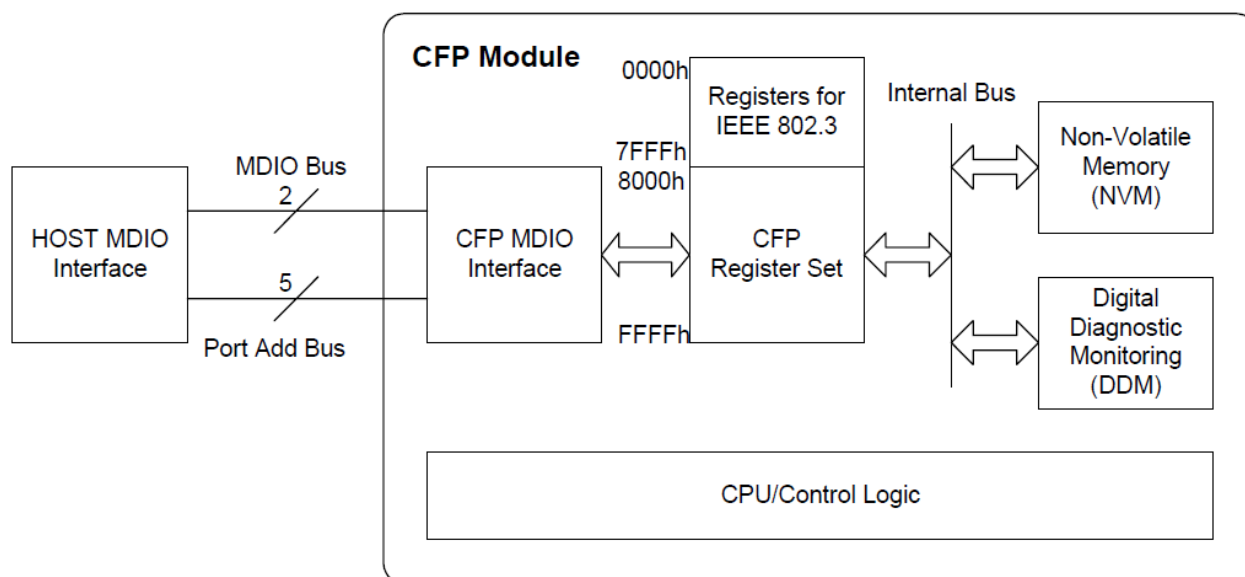 CFP Module
0000h
Registers for
IEEE 802.3
7FFFh
8000h
Internal Bus
Non-Volatile
Memory
(NVM)
MDIO Bus
2
HOST MDIO
Interface
5
Port Add Bus
CFP MDIO
Interface
CFP
Register Set
FFFFh
Digital
Diagnostic
Monitoring
(DDM)
CPU/Control Logic